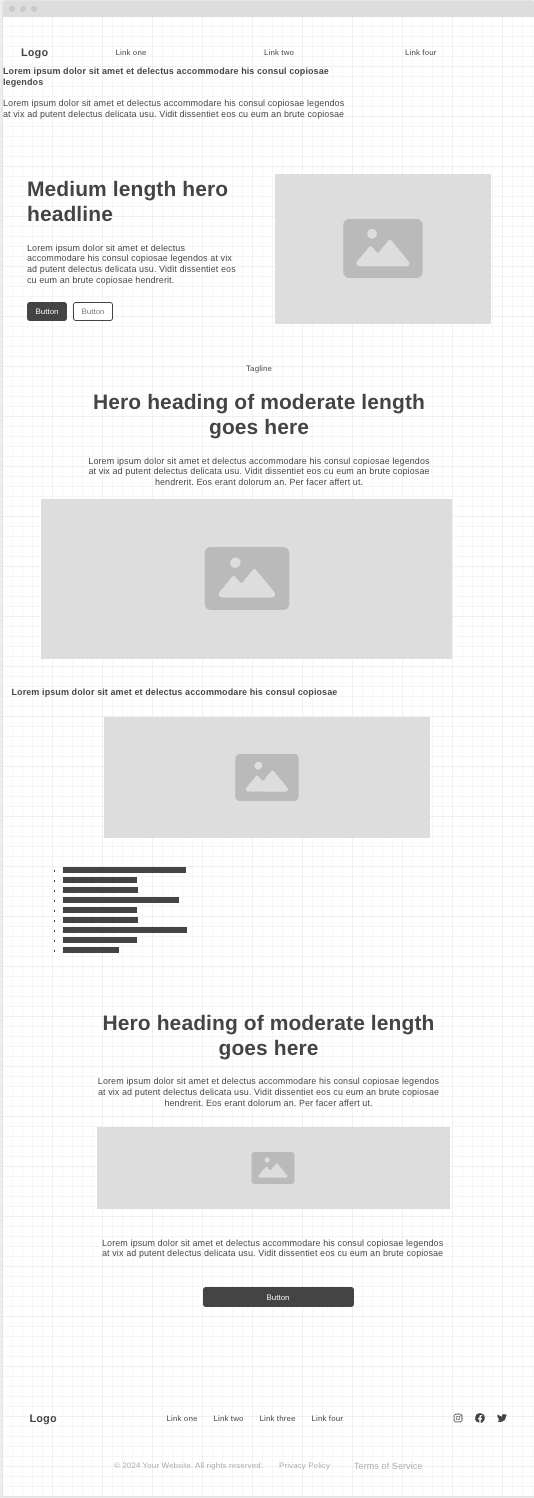 Logo
Link one
Link two
Link four
Lorem ipsum dolor sit amet et delectus accommodare his consul copiosae
legendos
Lorem ipsum dolor sit amet et delectus accommodare his consul copiosae legendos
at vix ad putent delectus delicata usu. Vidit dissentiet eos cu eum an brute copiosae
Medium length hero
headline
Lorem ipsum dolor sit amet et delectus
accommodare his consul copiosae legendos at vix
ad putent delectus delicata usu. Vidit dissentiet eos
cu eum an brute copiosae hendrerit.
Button
Button
Tagline
Hero heading of moderate length
goes here
Lorem ipsum dolor sit amet et delectus accommodare his consul copiosae legendos
at vix ad putent delectus delicata usu. Vidit dissentiet eos cu eum an brute copiosae
hendrerit. Eos erant dolorum an. Per facer affert ut.
Lorem ipsum dolor sit amet et delectus accommodare his consul copiosae
Hero heading of moderate length
goes here
Lorem ipsum dolor sit amet et delectus accommodare his consul copiosae legendos
at vix ad putent delectus delicata usu. Vidit dissentiet eos cu eum an brute copiosae
hendrerit. Eos erant dolorum an. Per facer affert ut.
Lorem ipsum dolor sit amet et delectus accommodare his consul copiosae legendos
at vix ad putent delectus delicata usu. Vidit dissentiet eos cu eum an brute copiosae
Button
Logo
Link one
Link two
Link three
Link four
© 2024 Your Website. All rights reserved.
Privacy Policy
Terms of Service